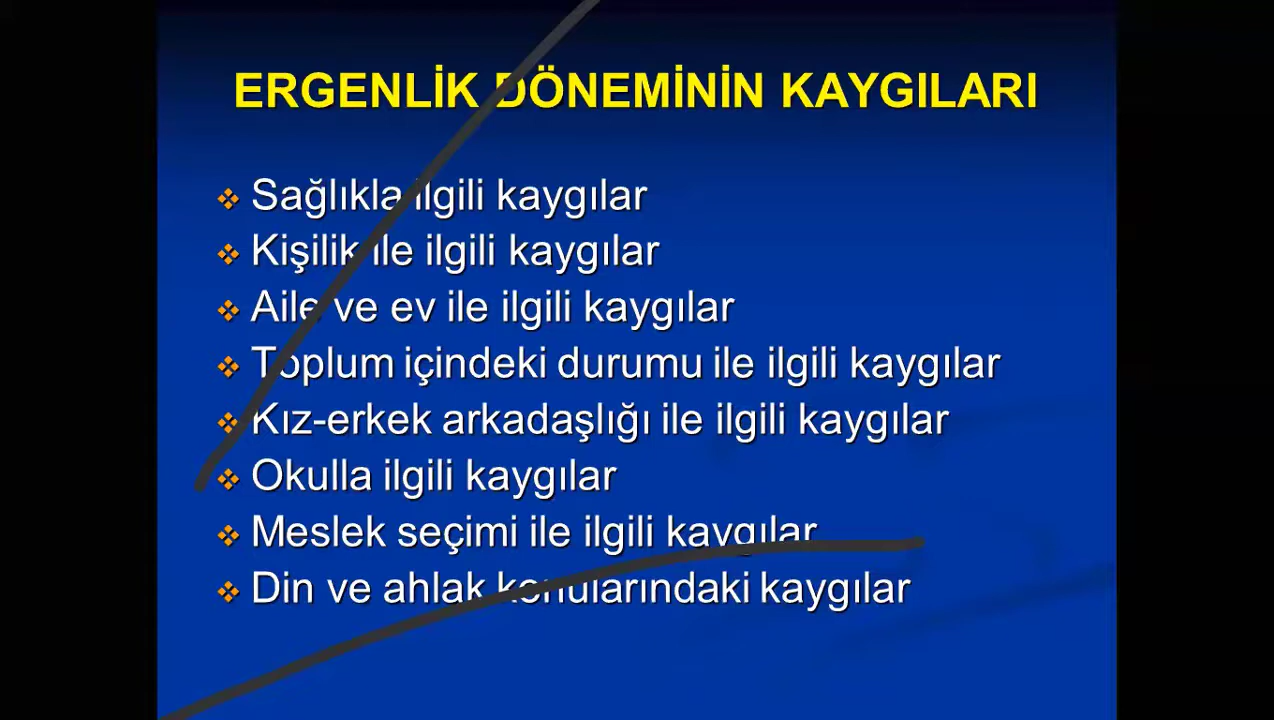 ERGENLİK DÖNEMİNİN KAYGILARI
Sağlıkla ilgili kaygılar
Kişilik ile ilgili kaygılar
Aile ve ev ile ilgili kaygılar
Toplum içindeki durumu ile ilgili kaygılar
Kız-erkek arkadaşlığı ile ilgili kaygılar
Okulla ilgili kaygılar
Meslek seçimi ile ilgili kaygılar
Din ve ahlak konularındaki kaygılar